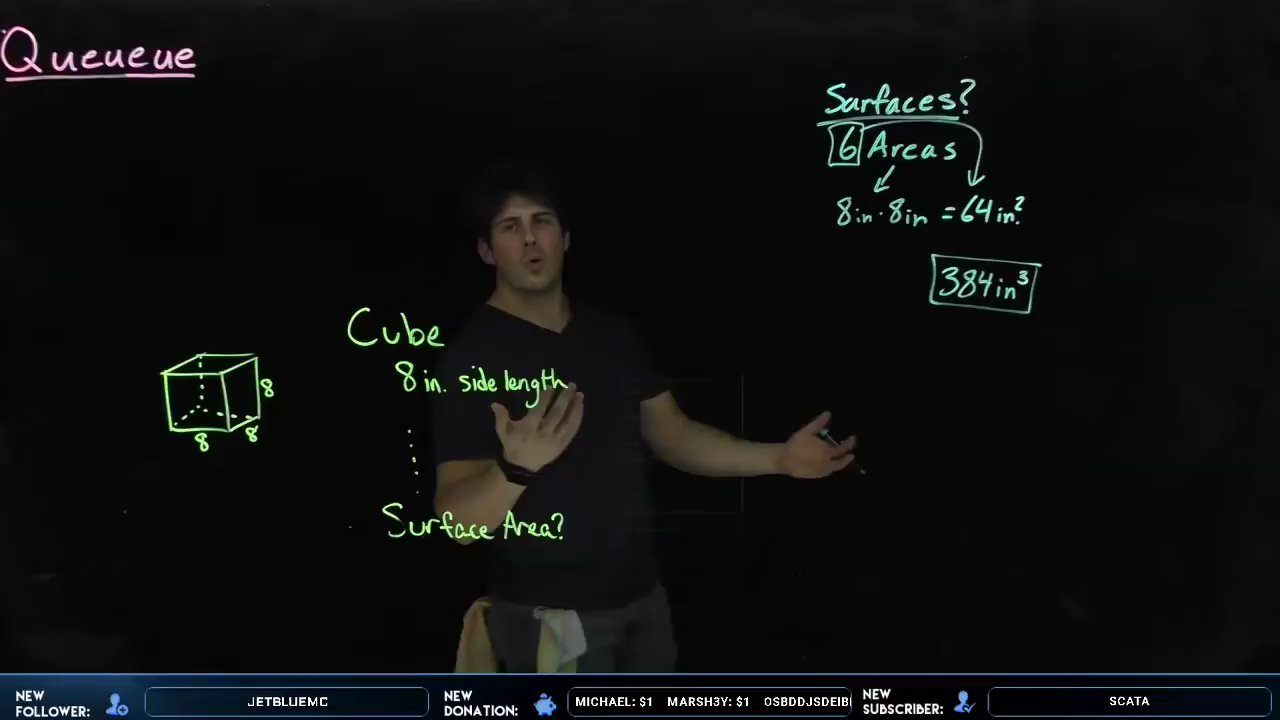 Queueue
Surfaces?
6 Areas
8in·8in = 64in²
384in³
Cube
8 in. side length
8
8
8
Surface Area?
NEW FOLLOWER:
JETBLUEMC
NEW DONATION:
MICHAEL: $1 MARSH3Y: $1 OSBDDJSDEIB
NEW SUBSCRIBER:
SCATA